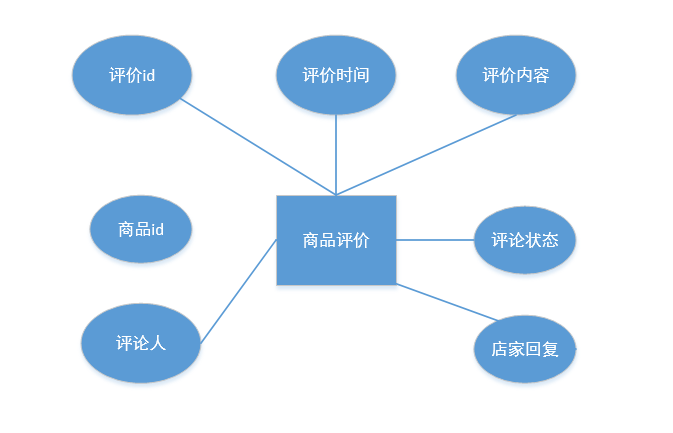 评价id
评价时间
评价内容
商品id
商品评价
评论状态
评论人
店家回复